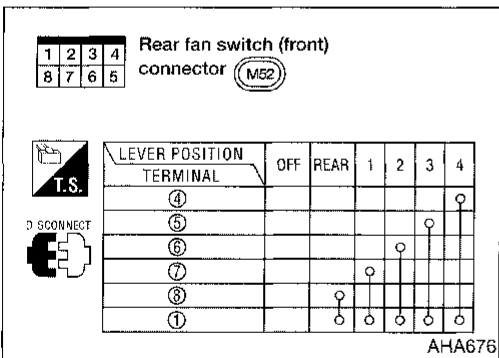 Rear fan switch (front)
connector M52
1 2 3 4
8 7 6 5
T.S.
D SCONNECT
LEVER POSITION OFF REAR 1 2 3 4
TERMINAL
④
⑤
⑥
⑦
⑧
①
AHA676